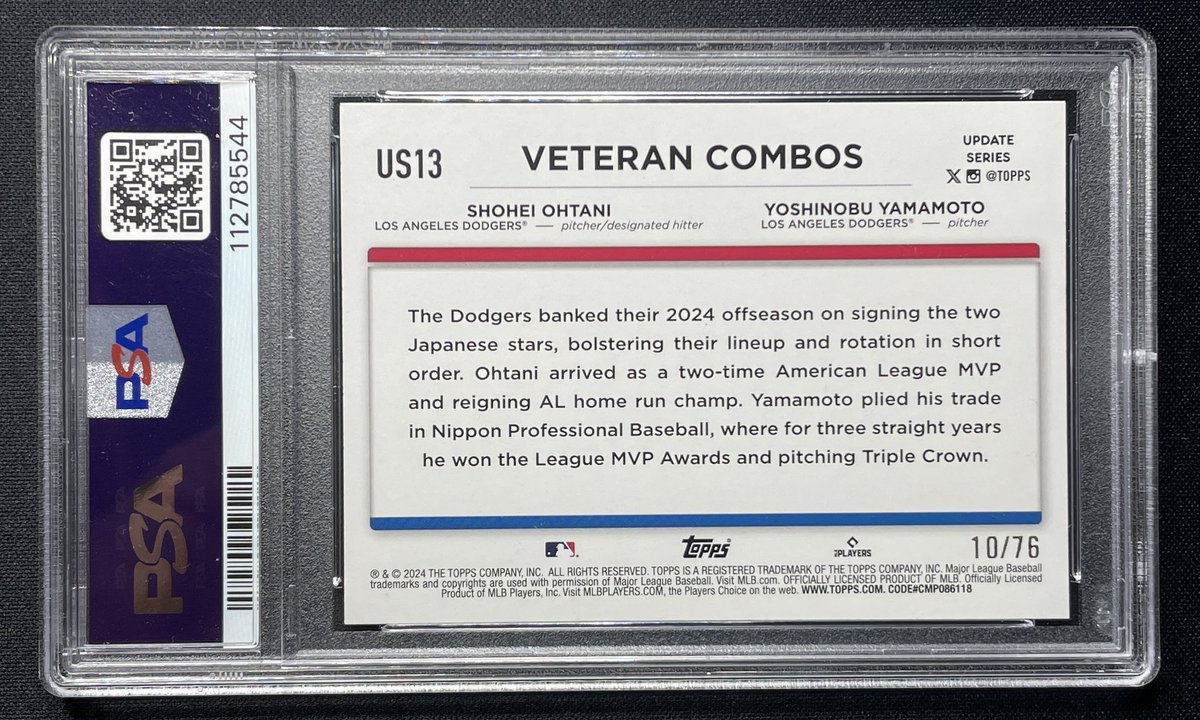 US13
VETERAN COMBOS
UPDATE
SERIES
X @TOPPS
SHOHEI OHTANI
LOS ANGELES DODGERS® — pitcher/designated hitter
YOSHINOBU YAMAMOTO
LOS ANGELES DODGERS® — pitcher
The Dodgers banked their 2024 offseason on signing the two
Japanese stars, bolstering their lineup and rotation in short
order. Ohtani arrived as a two-time American League MVP
and reigning AL home run champ. Yamamoto plied his trade
in Nippon Professional Baseball, where for three straight years
he won the League MVP Awards and pitching Triple Crown.
Topps
PLAYERS
10/76
® & © 2024 THE TOPPS COMPANY, INC. ALL RIGHTS RESERVED. TOPPS IS A REGISTERED TRADEMARK OF THE TOPPS COMPANY, INC. Major League Baseball
trademarks and copyrights are used with permission of Major League Baseball. Visit MLB.com. OFFICIALLY LICENSED PRODUCT OF MLB. Officially Licensed
Product of MLB Players, Inc. Visit MLBPLAYERS.COM, the Players Choice on the web. WWW.TOPPS.COM. CODE#CMP086118
112785544
PSA
PSA